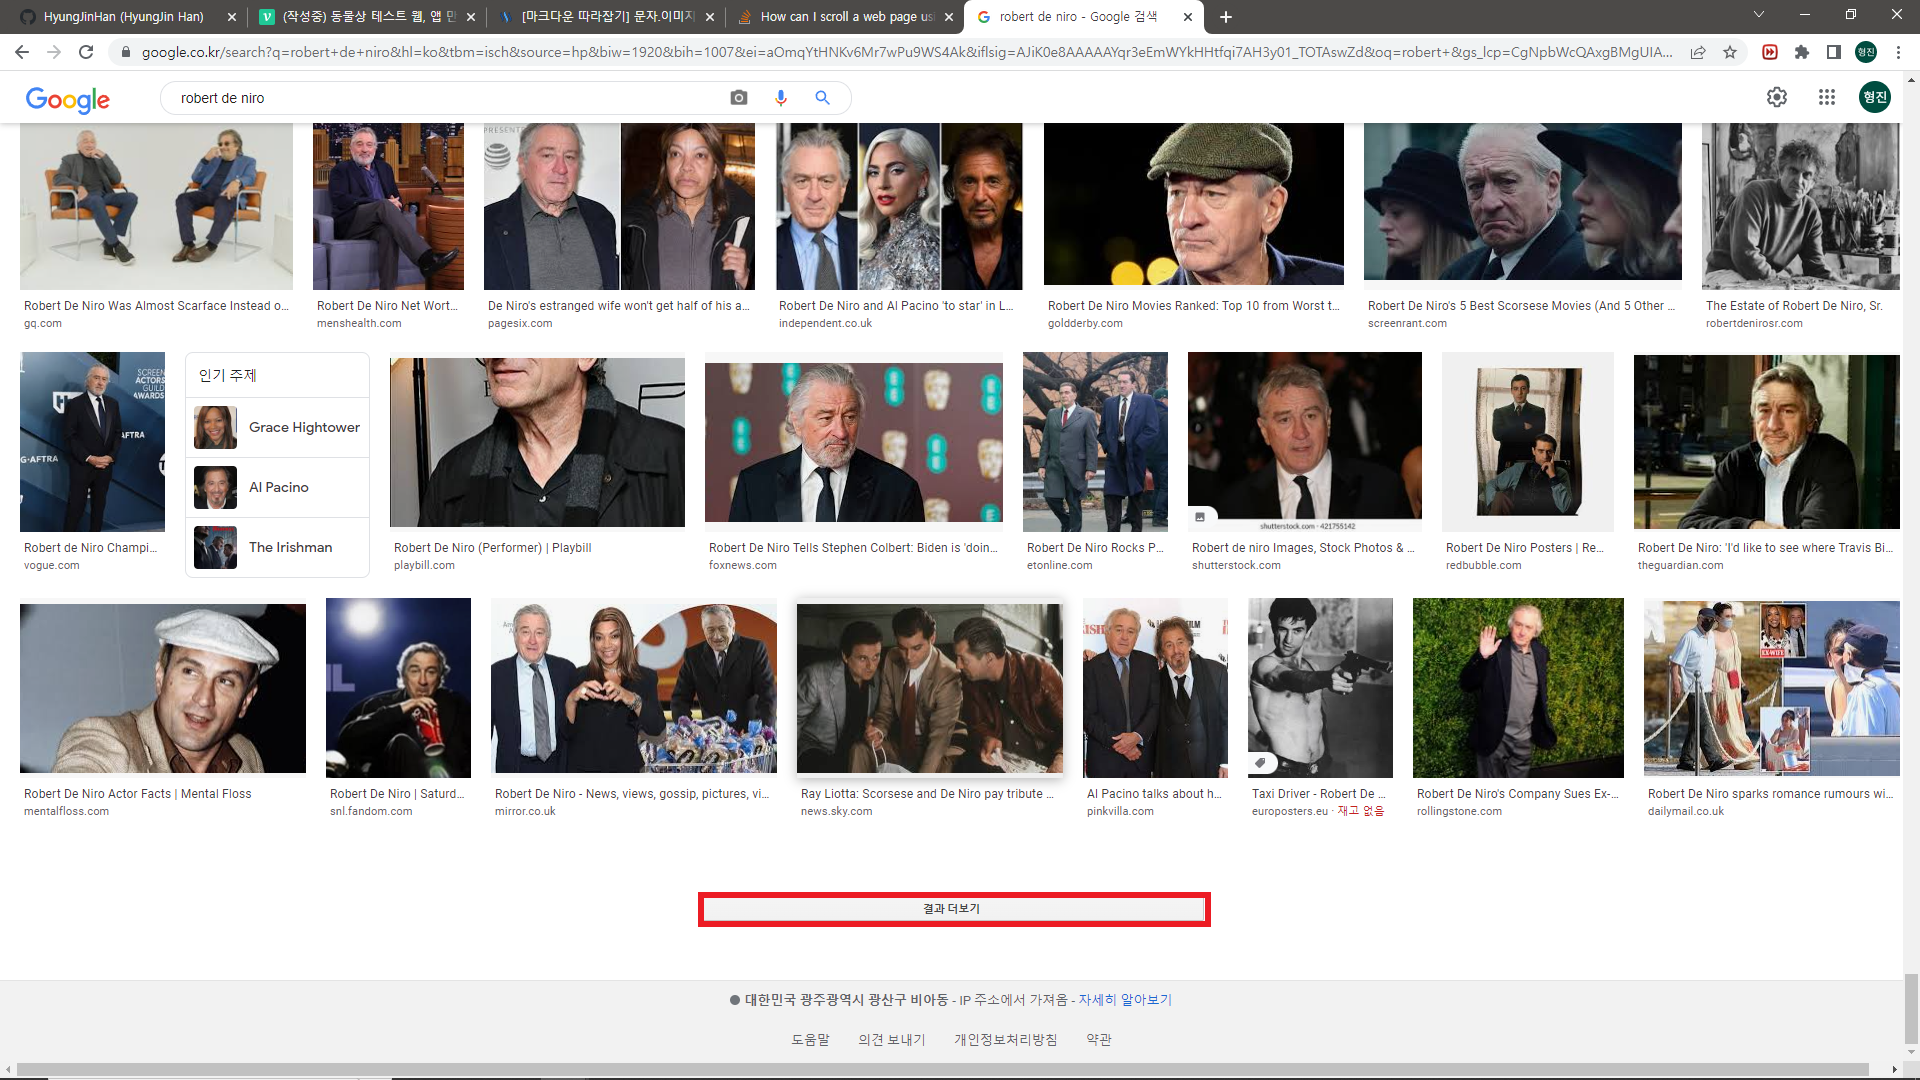 HyungJinHan (HyungJin Han)
(작성중) 동물상 테스트 웹, 앱 만
[마크다운 따라잡기] 문자.이미지
How can I scroll a web page usi
robert de niro - Google 검색
google.co.kr/search?q=robert+de+niro&hl=ko&tbm=isch&source=hp&biw=1920&bih=1007&ei=aOmqYtHNKv6Mr7wPu9WS4Ak&iflsig=AJiK0e8AAAAAYqr3eEmWYkHHtfqi7AH3y01_TOTAswZd&oq=robert+&gs_lcp=CgNpbWcQAxgBMgUIA...
형진
Google
robert de niro
형진
PRESENTE
Robert De Niro Was Almost Scarface Instead o...
gq.com
Robert De Niro Net Wort...
menshealth.com
De Niro's estranged wife won't get half of his a...
pagesix.com
Robert De Niro and Al Pacino 'to star' in L...
independent.co.uk
Robert De Niro Movies Ranked: Top 10 from Worst t...
goldderby.com
Robert De Niro's 5 Best Scorsese Movies (And 5 Other ...
screenrant.com
The Estate of Robert De Niro, Sr.
robertdenirosr.com
SCREEN
ACTORS
GUILD
AWARDS
AFTRA
G-AFTRA
Robert de Niro Champi...
vogue.com
인기 주제
Grace Hightower
Al Pacino
The Irishman
Robert De Niro (Performer) | Playbill
playbill.com
Robert De Niro Tells Stephen Colbert: Biden is 'doin...
foxnews.com
Robert De Niro Rocks P...
etonline.com
shutterstock.com • 421755142
Robert de niro Images, Stock Photos & ...
shutterstock.com
Robert De Niro Posters | Re...
redbubble.com
Robert De Niro: 'I'd like to see where Travis Bi...
theguardian.com
Robert De Niro Actor Facts | Mental Floss
mentalfloss.com
Robert De Niro | Saturd...
snl.fandom.com
Robert De Niro - News, views, gossip, pictures, vi...
mirror.co.uk
Ray Liotta: Scorsese and De Niro pay tribute ...
news.sky.com
Al Pacino talks about h...
pinkvilla.com
Taxi Driver - Robert De ...
europosters.eu · 재고 없음
Robert De Niro's Company Sues Ex-...
rollingstone.com
EX-WIFE
Robert De Niro sparks romance rumours wi...
dailymail.co.uk
결과 더보기
대한민국 광주광역시 광산구 비아동 - IP 주소에서 가져옴 - 자세히 알아보기
도움말 의견 보내기 개인정보처리방침 약관